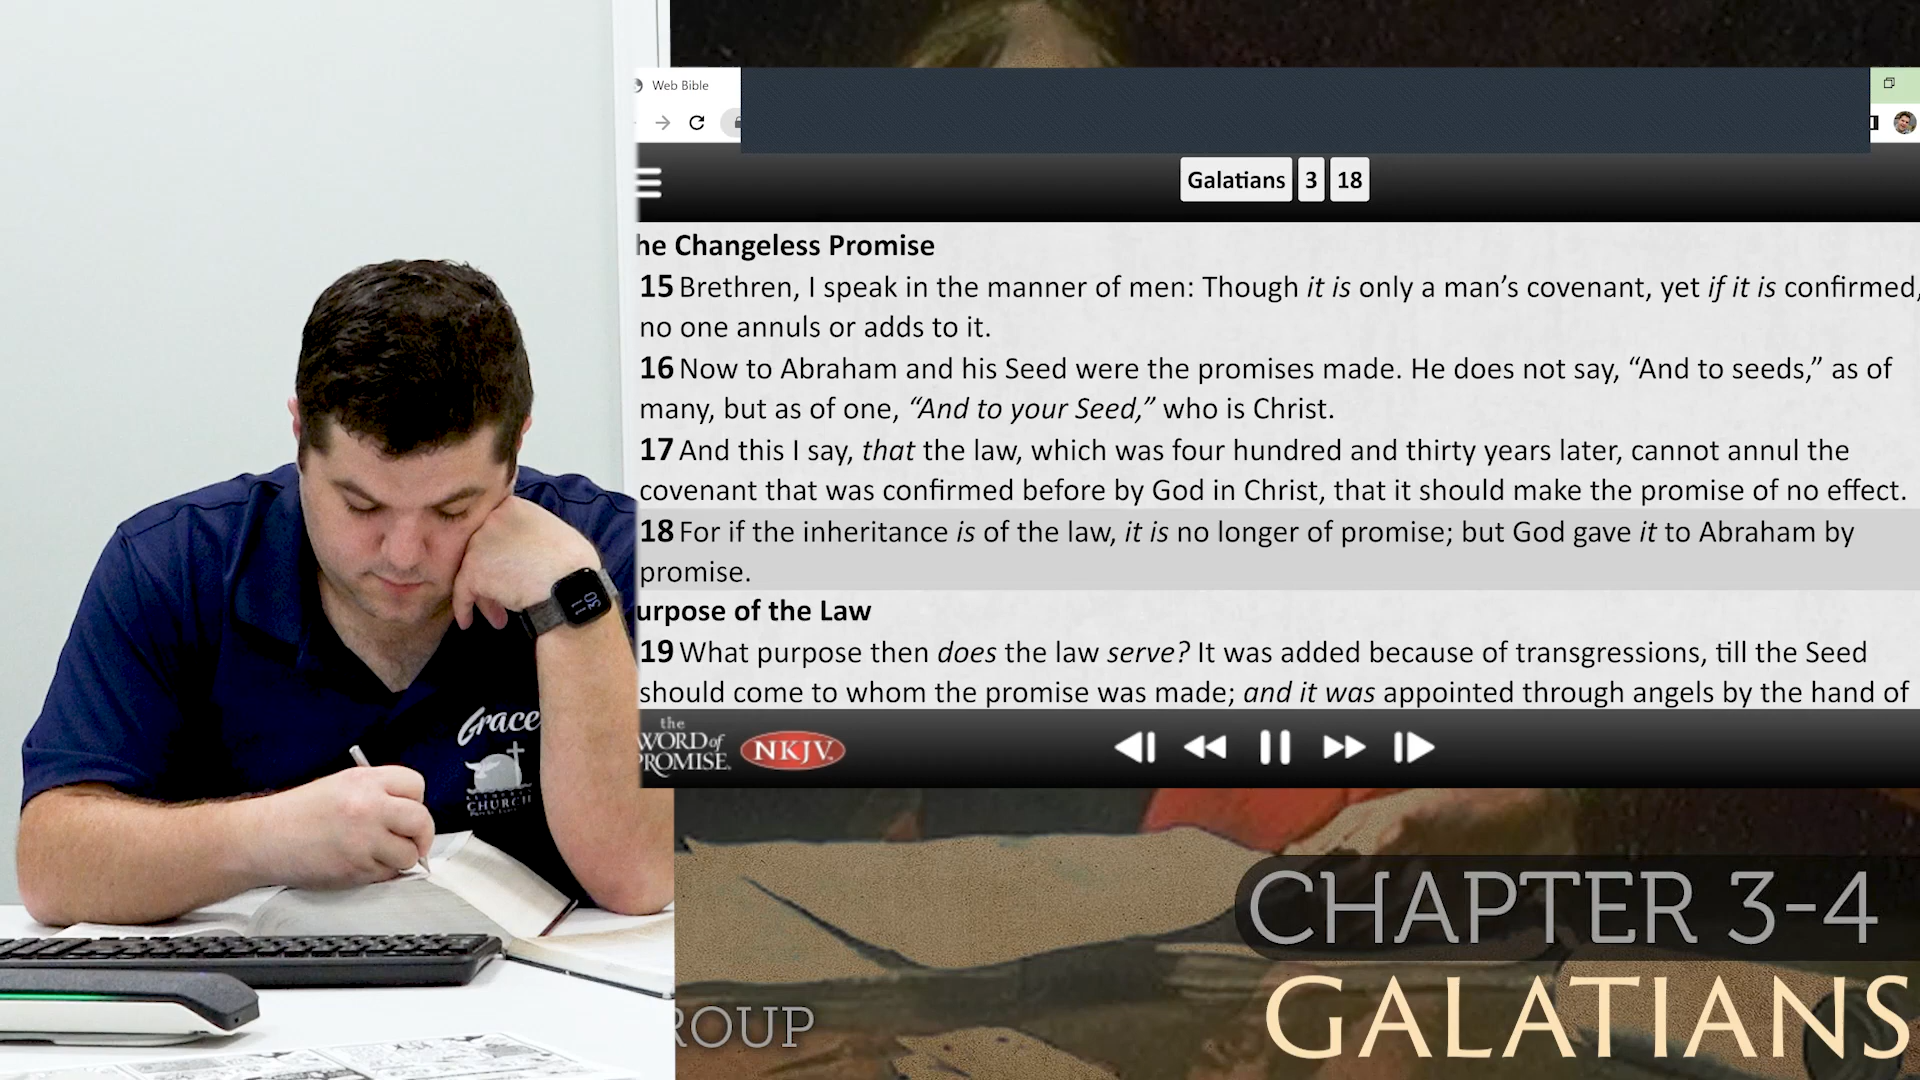 Web Bible
Galatians 3 18
he Changeless Promise
15 Brethren, I speak in the manner of men: Though it is only a man’s covenant, yet if it is confirmed,
no one annuls or adds to it.
16 Now to Abraham and his Seed were the promises made. He does not say, “And to seeds,” as of
many, but as of one, “And to your Seed,” who is Christ.
17 And this I say, that the law, which was four hundred and thirty years later, cannot annul the
covenant that was confirmed before by God in Christ, that it should make the promise of no effect.
18 For if the inheritance is of the law, it is no longer of promise; but God gave it to Abraham by
promise.
urpose of the Law
19 What purpose then does the law serve? It was added because of transgressions, till the Seed
should come to whom the promise was made; and it was appointed through angels by the hand of
the
WORD of
PROMISE
NKJV
Grace
CHURCH
CHAPTER 3-4
GALATIANS
ROUP